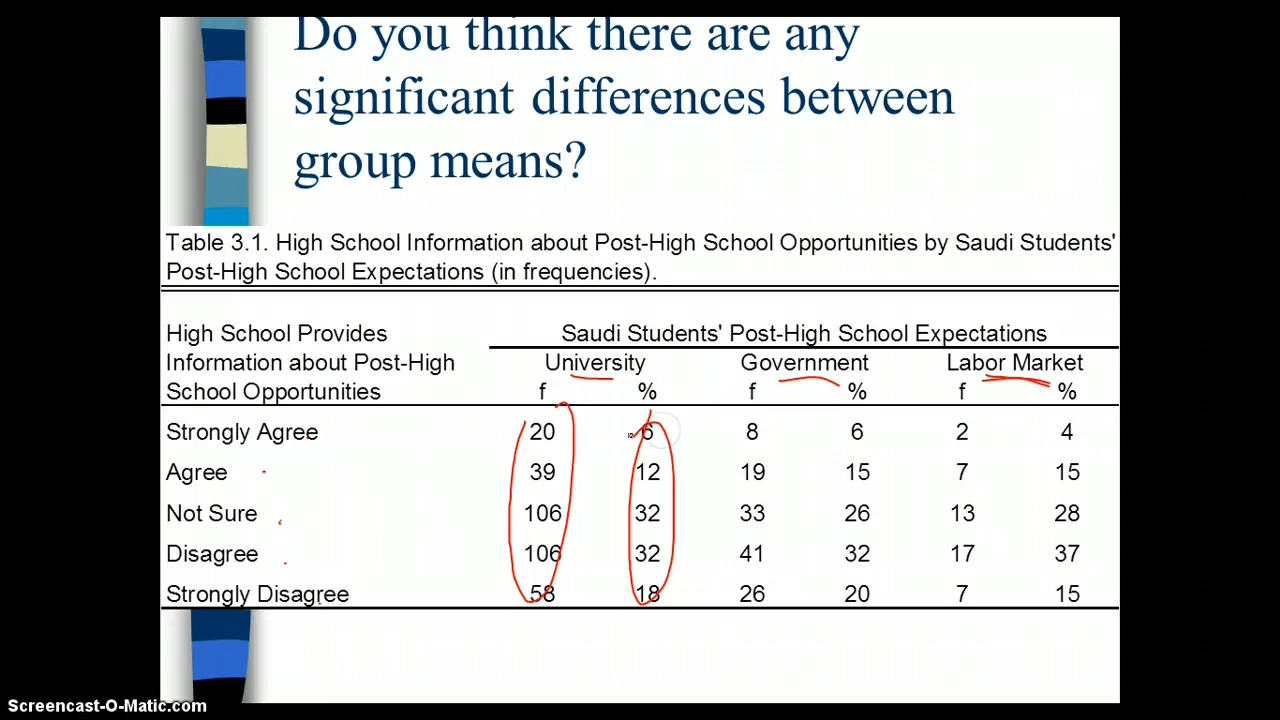 Do you think there are any
significant differences between
group means?
Table 3.1. High School Information about Post-High School Opportunities by Saudi Students'
Post-High School Expectations (in frequencies).
High School Provides Saudi Students' Post-High School Expectations
Information about Post-High University Government Labor Market
School Opportunities f % f % f %
Strongly Agree 20 6 8 6 2 4
Agree 39 12 19 15 7 15
Not Sure 106 32 33 26 13 28
Disagree 106 32 41 32 17 37
Strongly Disagree 58 18 26 20 7 15
Screencast-O-Matic.com